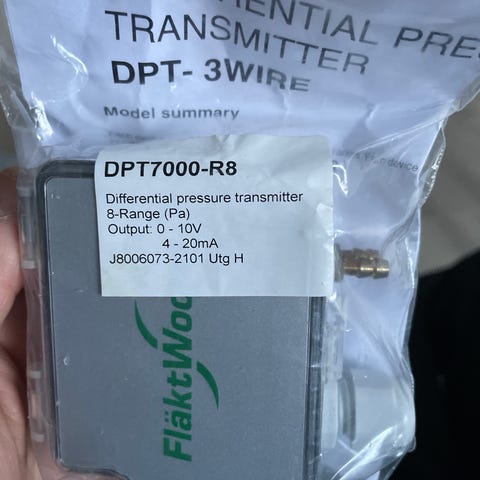 TRANSMITTER
DPT- 3WIRE
Model summary
device
DPT7000-R8
Differential pressure transmitter
8-Range (Pa)
Output: 0 - 10V
4 - 20mA
J8006073-2101 Utg H